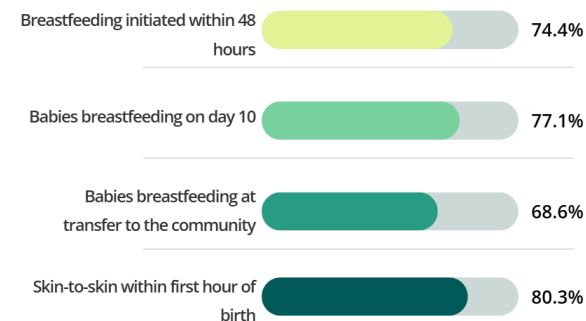 Breastfeeding initiated within 48
hours
74.4%
Babies breastfeeding on day 10
77.1%
Babies breastfeeding at
transfer to the community
68.6%
Skin-to-skin within first hour of
birth
80.3%